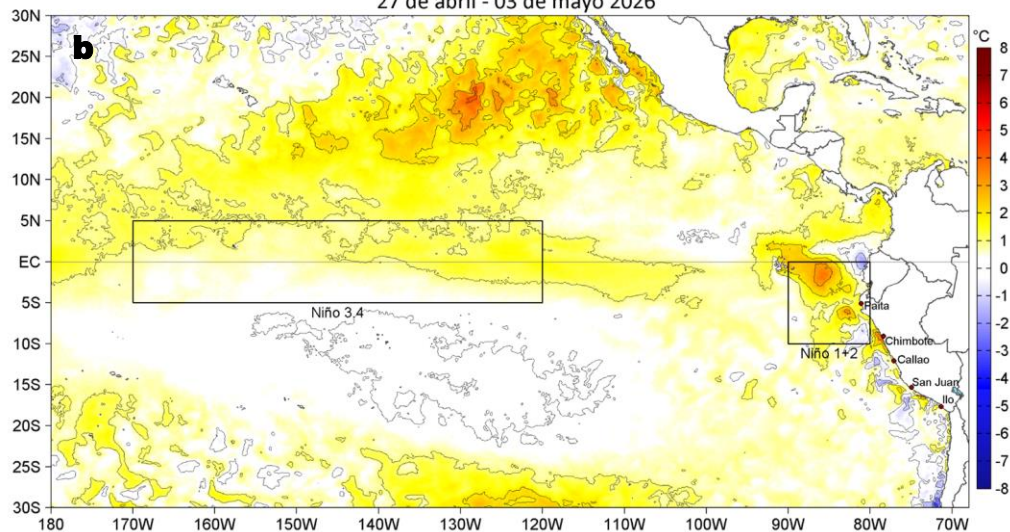 27 de abril - 03 de mayo 2026
b
°C
30N
25N
20N
15N
10N
5N
EC
5S
10S
15S
20S
25S
30S
Niño 3.4
Niño 1+2
Paita
Chimbote
Callao
San Juan
Ilo
8
7
6
5
4
3
2
1
0
-1
-2
-3
-4
-5
-6
-7
-8
180 170W 160W 150W 140W 130W 120W 110W 100W 90W 80W 70W